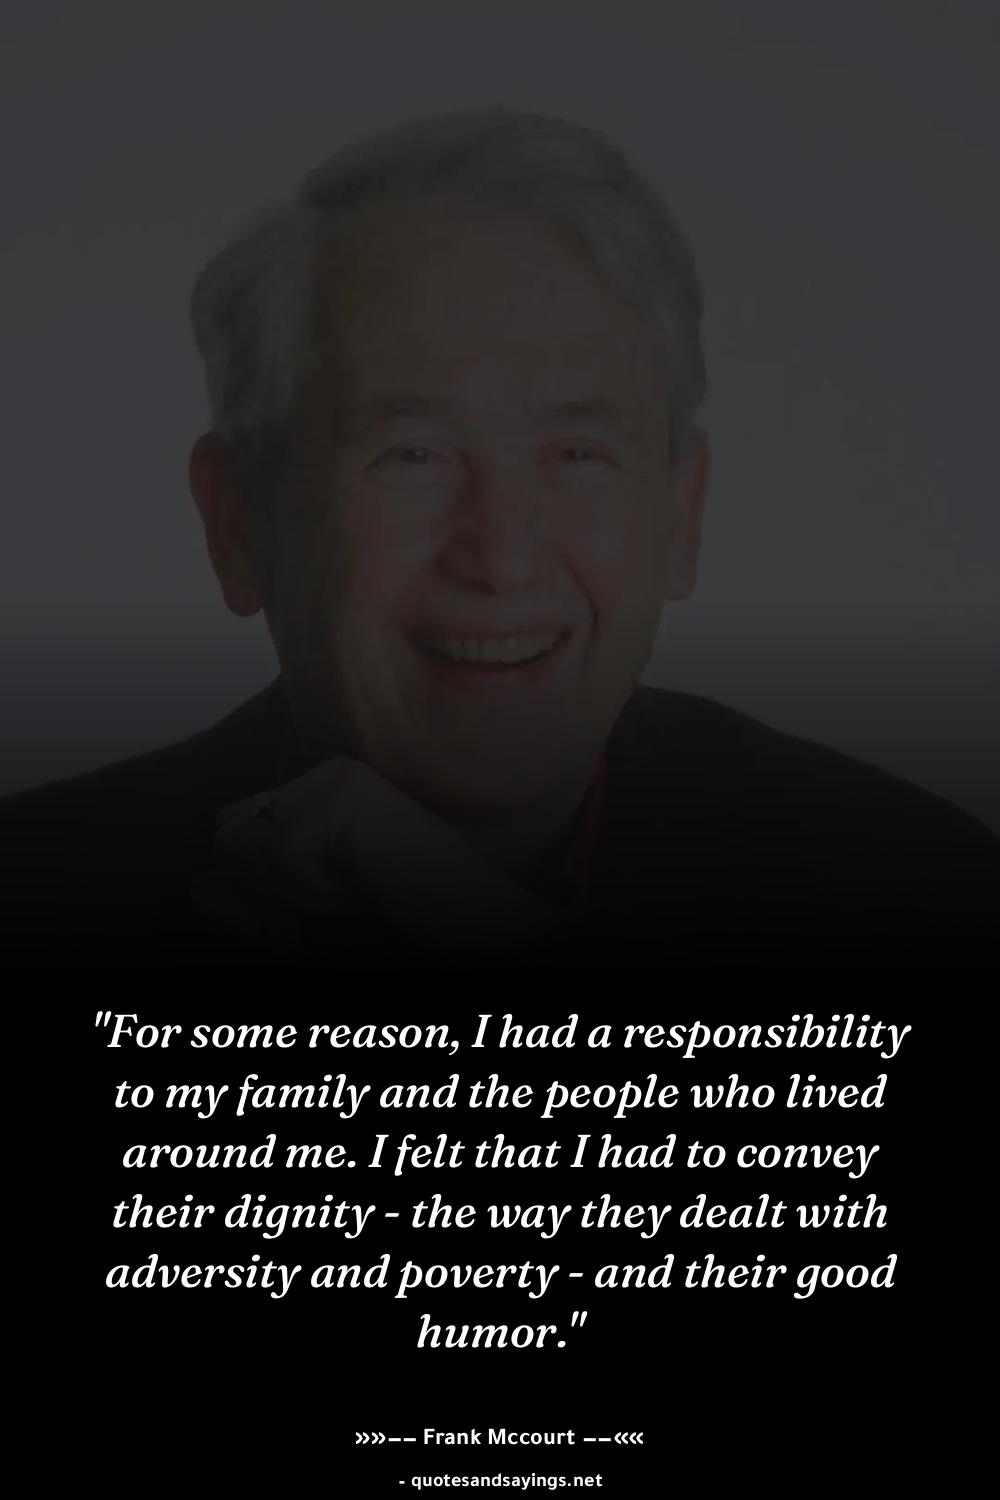 "For some reason, I had a responsibility
to my family and the people who lived
around me. I felt that I had to convey
their dignity - the way they dealt with
adversity and poverty - and their good
humor."
»»−− Frank Mccourt −−««
- quotesandsayings.net